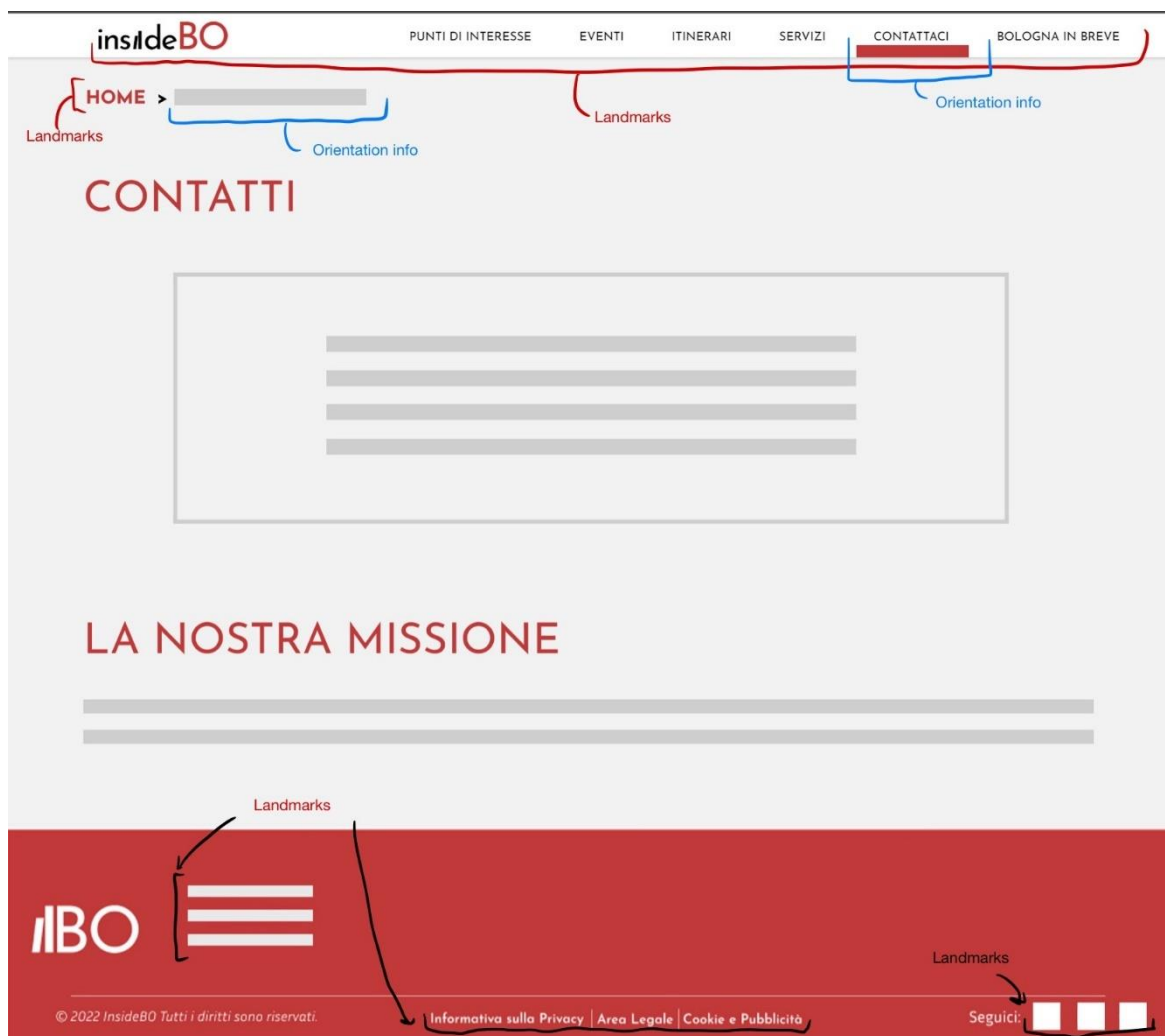 insideBO PUNTI DI INTERESSE EVENTI ITINERARI SERVIZI CONTATTACI BOLOGNA IN BREVE
HOME >
Landmarks
Orientation info
Landmarks
Orientation info
CONTATTI
LA NOSTRA MISSIONE
Landmarks
BO
Landmarks
© 2022 InsideBO Tutti i diritti sono riservati. Informativa sulla Privacy | Area Legale | Cookie e Pubblicità Seguici: